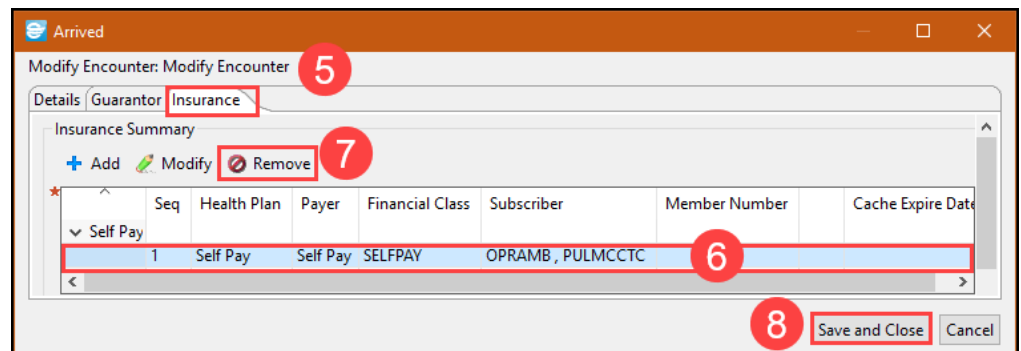 Arrived
Modify Encounter: Modify Encounter 5
Details Guarantor Insurance
Insurance Summary
Add Modify Remove 7
* Seq Health Plan Payer Financial Class Subscriber Member Number Cache Expire Date
Self Pay
1 Self Pay Self Pay SELFPAY OPRAMB , PULMCCTC 6
8 Save and Close Cancel